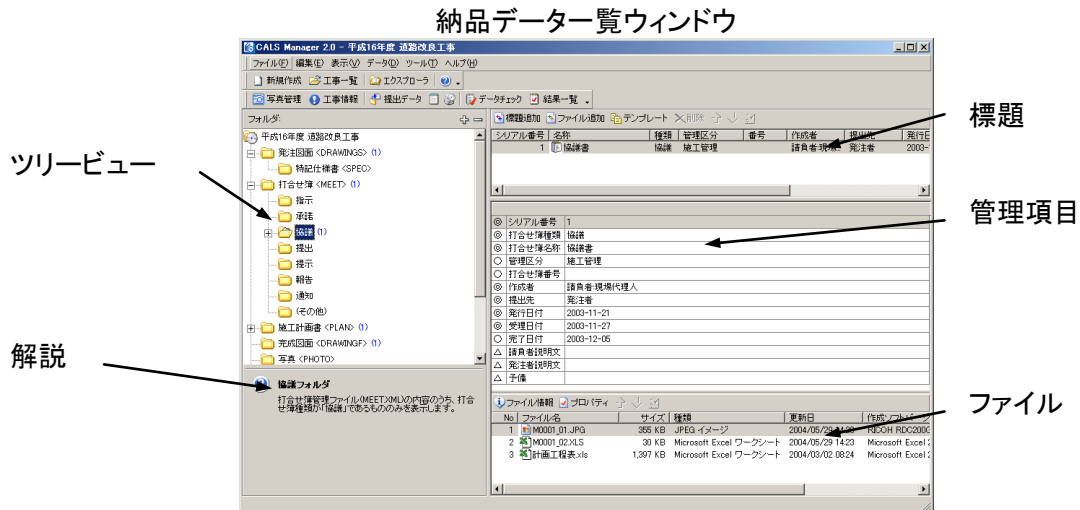 納品データ一覧ウィンドウ
CALS Manager 2.0 - 平成16年度 道路改良工事
ファイル(F) 編集(E) 表示(V) データ(D) ツール(T) ヘルプ(H)
新規作成 工事一覧 エクスプローラ
写真管理 工事情報 提出データ データチェック 結果一覧
フォルダ:
平成16年度 道路改良工事
発注図面 <DRAWINGS> (1)
特記仕様書 <SPEC>
打合せ簿 <MEET> (1)
指示
承諾
協議 (1)
提出
提示
報告
通知
(その他)
施工計画書 <PLAN> (1)
完成図面 <DRAWINGF> (1)
写真 <PHOTO>
協議フォルダ
打合せ簿管理ファイル(MEET.XML)の内容のうち、打合
せ簿種類が「協議」であるもののみを表示します。
標題追加 ファイル追加 テンプレート 削除
シリアル番号 名称 種類 管理区分 番号 作成者 提出先 発行日
1 協議書 協議 施工管理 請負者:現場 発注者 2003-
◎ シリアル番号 1
◎ 打合せ簿種類 協議
◎ 打合せ簿名称 協議書
○ 管理区分 施工管理
○ 打合せ簿番号
◎ 作成者 請負者:現場代理人
◎ 提出先 発注者
◎ 発行日付 2003-11-21
◎ 受理日付 2003-11-27
○ 完了日付 2003-12-05
△ 請負者説明文
△ 発注者説明文
△ 予備
ファイル情報 プロパティ
No ファイル名 サイズ 種類 更新日 作成ソフトバージ
1 M0001_01.JPG 355 KB JPEG イメージ 2004/05/29 RICOH RDC2000
2 M0001_02.XLS 30 KB Microsoft Excel ワークシート 2004/05/29 14:23 Microsoft Excel 2
3 計画工程表.xls 1,397 KB Microsoft Excel ワークシート 2004/03/02 08:24 Microsoft Excel 2
ツリービュー
解説
標題
管理項目
ファイル